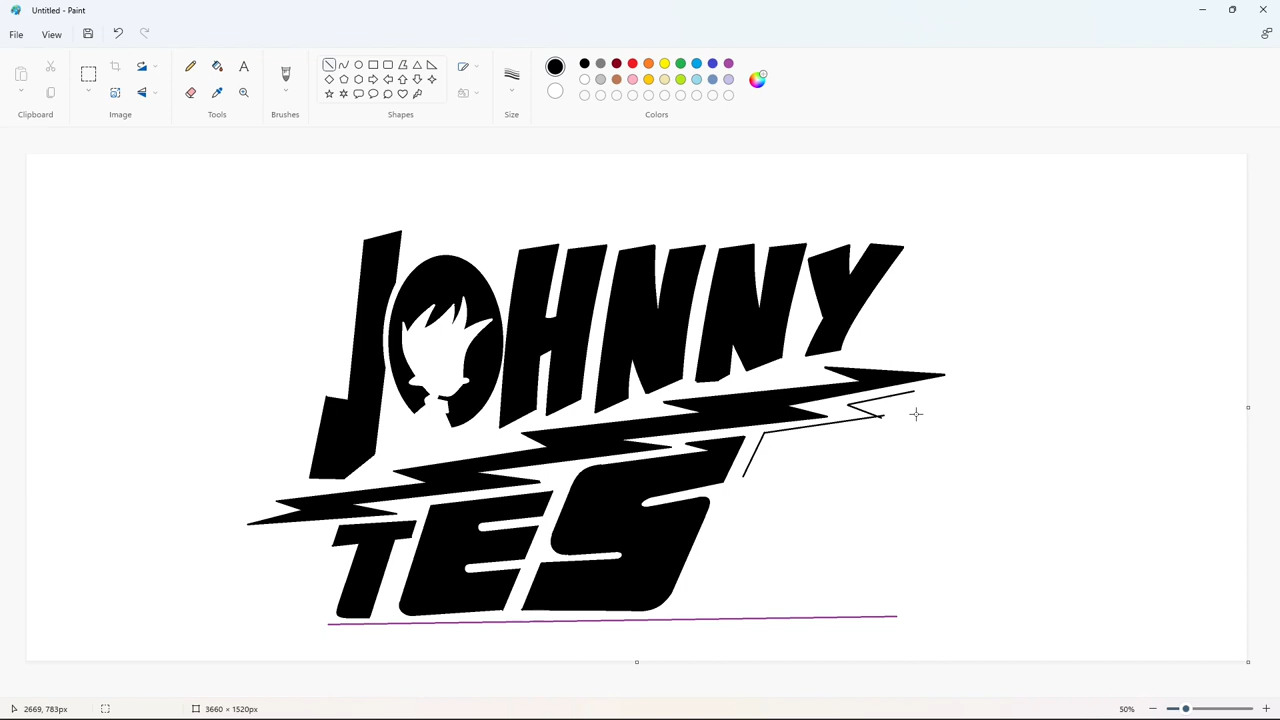 Untitled - Paint
File View
Clipboard Image Tools Brushes Shapes Size Colors
JOHNNY
TES
2669, 783px 3660 × 1520px 50%